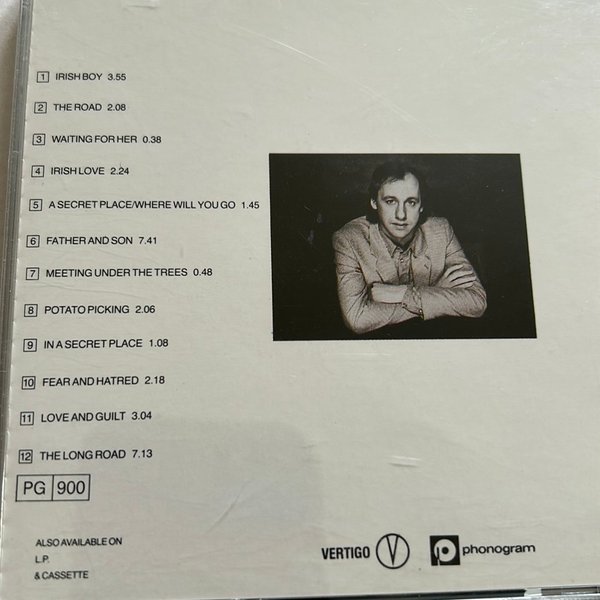 1 IRISH BOY 3.55
2 THE ROAD 2.08
3 WAITING FOR HER 0.38
4 IRISH LOVE 2.24
5 A SECRET PLACE/WHERE WILL YOU GO 1.45
6 FATHER AND SON 7.41
7 MEETING UNDER THE TREES 0.48
8 POTATO PICKING 2.06
9 IN A SECRET PLACE 1.08
10 FEAR AND HATRED 2.18
11 LOVE AND GUILT 3.04
12 THE LONG ROAD 7.13
PG 900
ALSO AVAILABLE ON
L.P.
& CASSETTE
VERTIGO V p phonogram